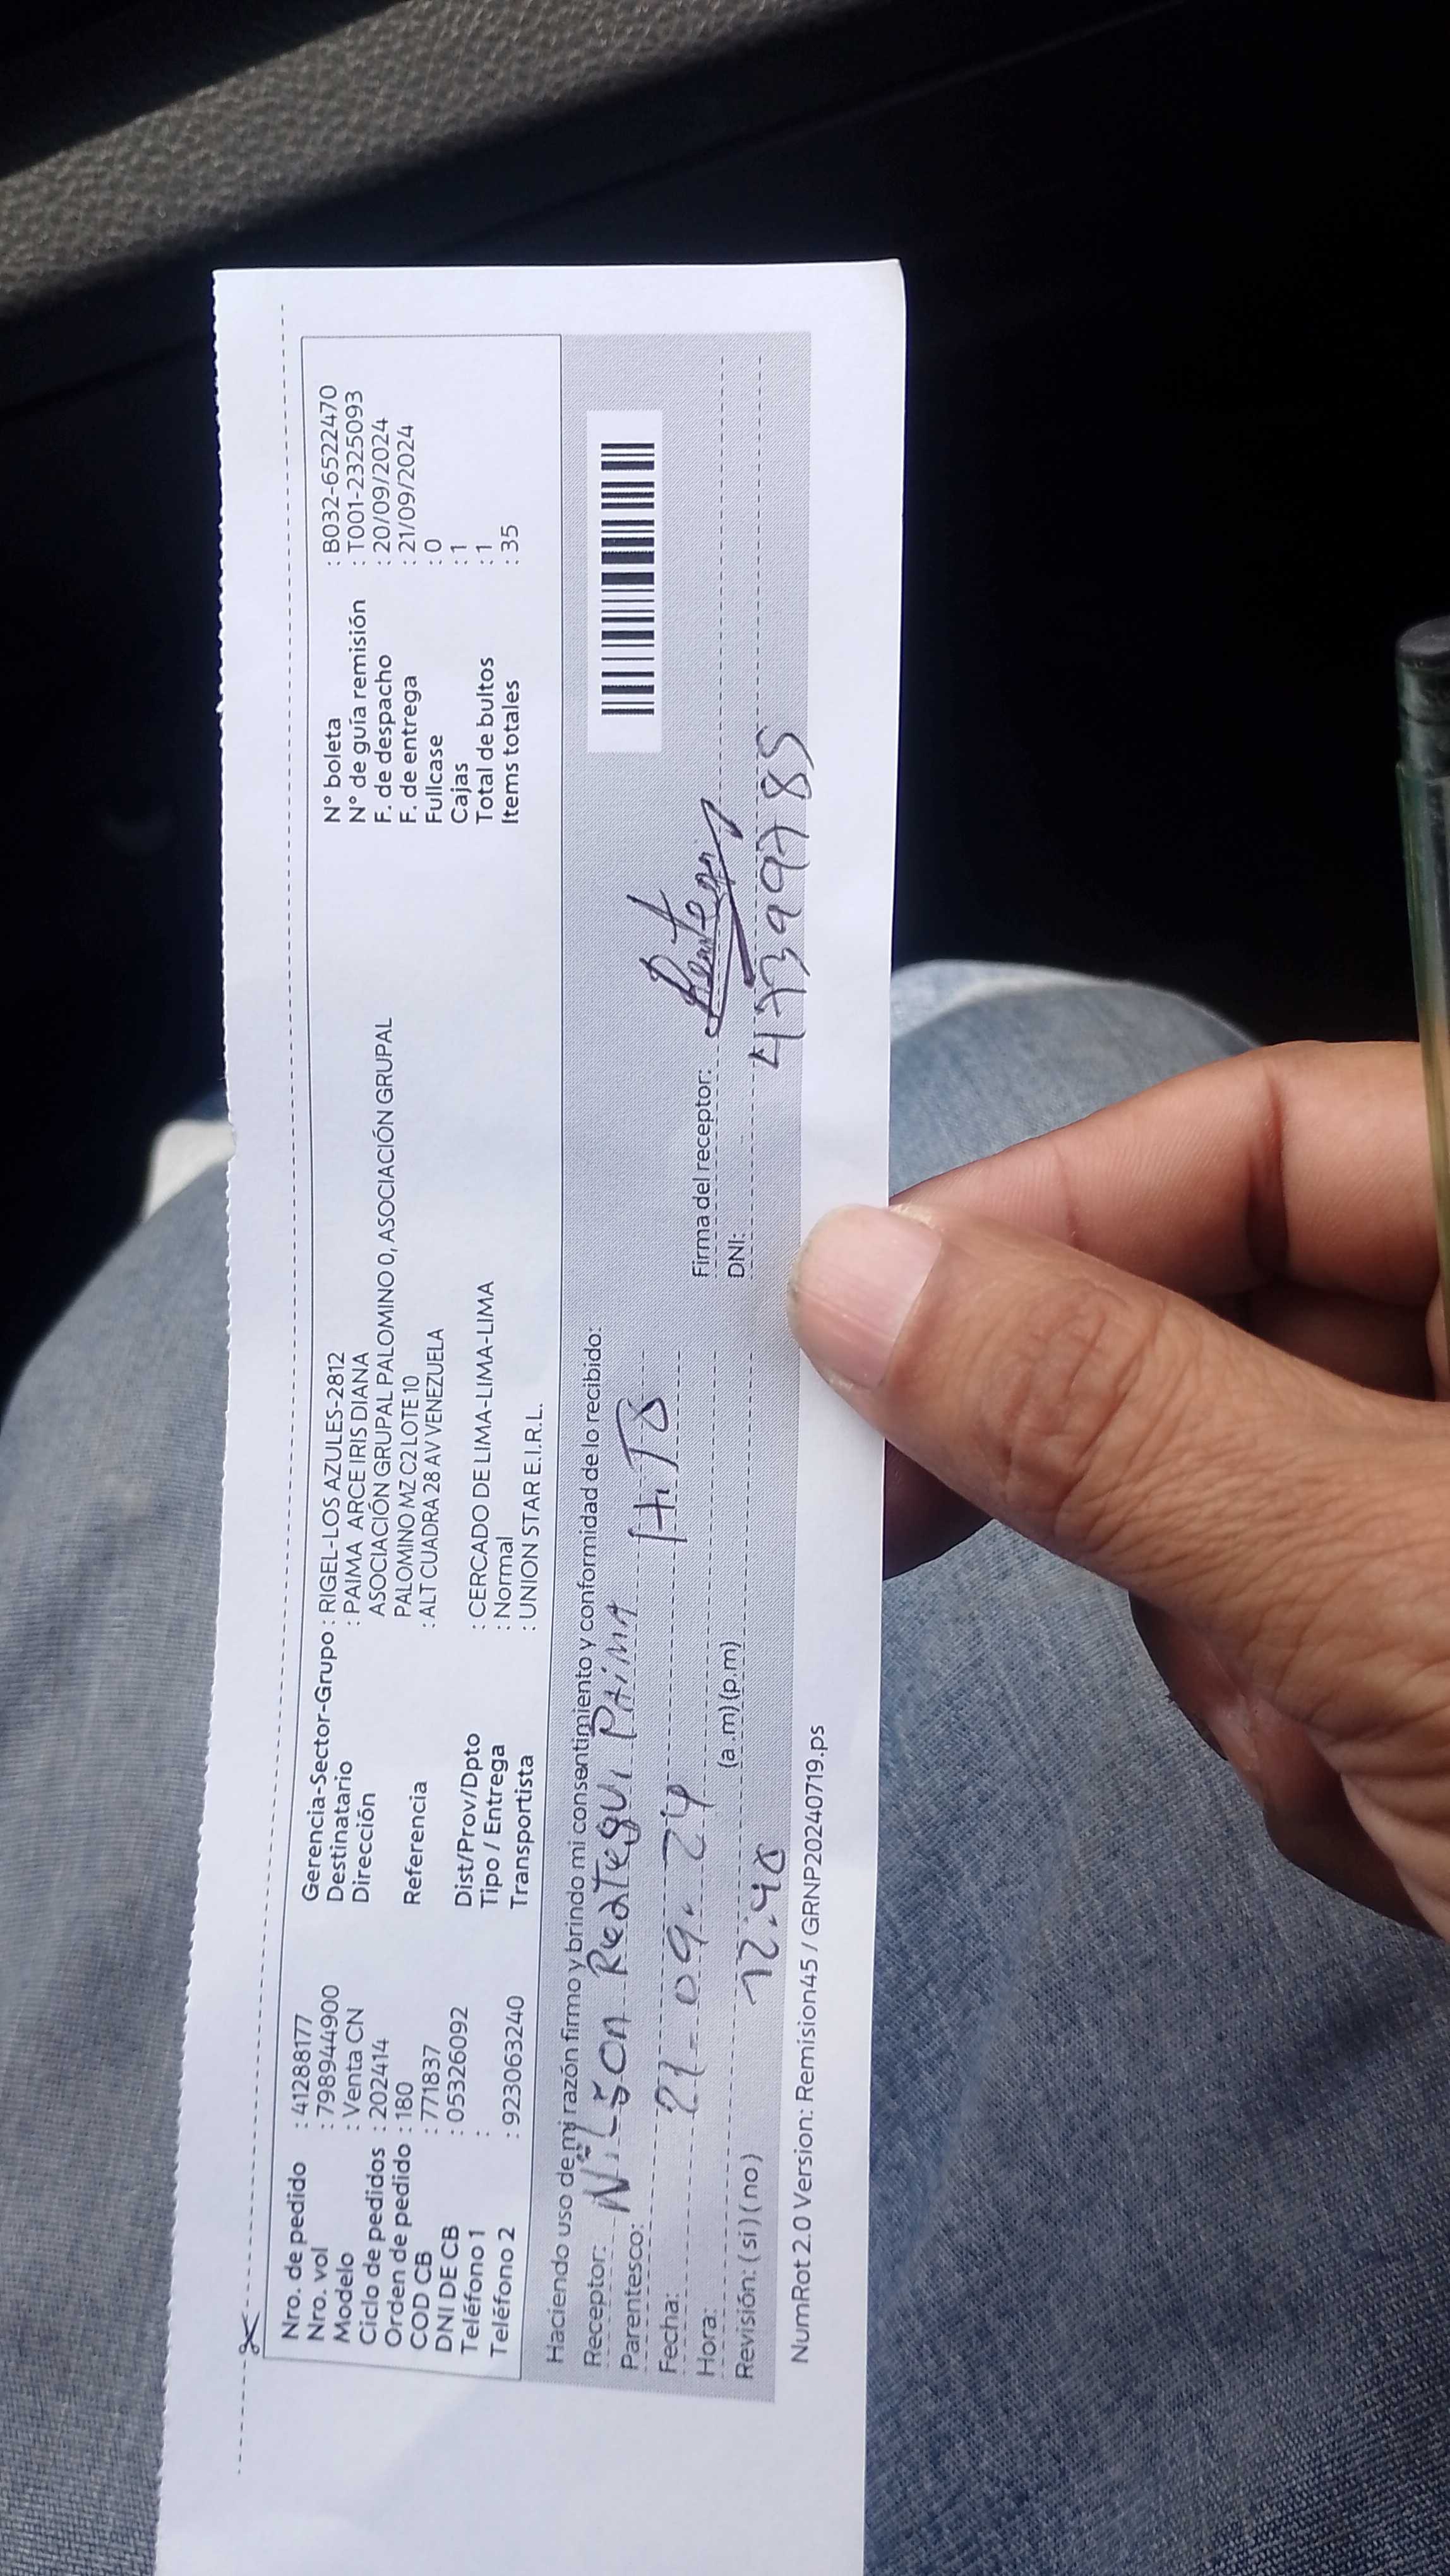 Nro. de pedido : 41288177
Nro. vol : 798944900
Modelo : Venta CN
Ciclo de pedidos : 202414
Orden de pedido : 180
COD CB : 771837
DNI DE CB : 05326092
Teléfono 1 :
Teléfono 2 : 923063240
Gerencia-Sector-Grupo : RIGEL-LOS AZULES-2812
Destinatario : PAIMA ARCE IRIS DIANA
Dirección ASOCIACIÓN GRUPAL PALOMINO 0, ASOCIACIÓN GRUPAL
PALOMINO MZ C2 LOTE 10
Referencia : ALT CUADRA 28 AV VENEZUELA
Dist/Prov/Dpto : CERCADO DE LIMA-LIMA-LIMA
Tipo / Entrega : Normal
Transportista : UNION STAR E.I.R.L.
N° boleta : B032-6522470
N° de guía remisión : T001-2325093
F. de despacho : 20/09/2024
F. de entrega : 21/09/2024
Fullcase : 0
Cajas : 1
Total de bultos : 1
Items totales : 35
Haciendo uso de mi razón firmo y brindo mi consentimiento y conformidad de lo recibido:
Receptor: Nilson Reategui PAimA
Parentesco: HiJo
Fecha: 21-09-24
Hora: 12:40 (a .m) (p.m)
Revisión: ( si ) ( no )
Firma del receptor:
DNI: 47399785
NumRot 2.0 Version: Remision45 / GRNP20240719.ps